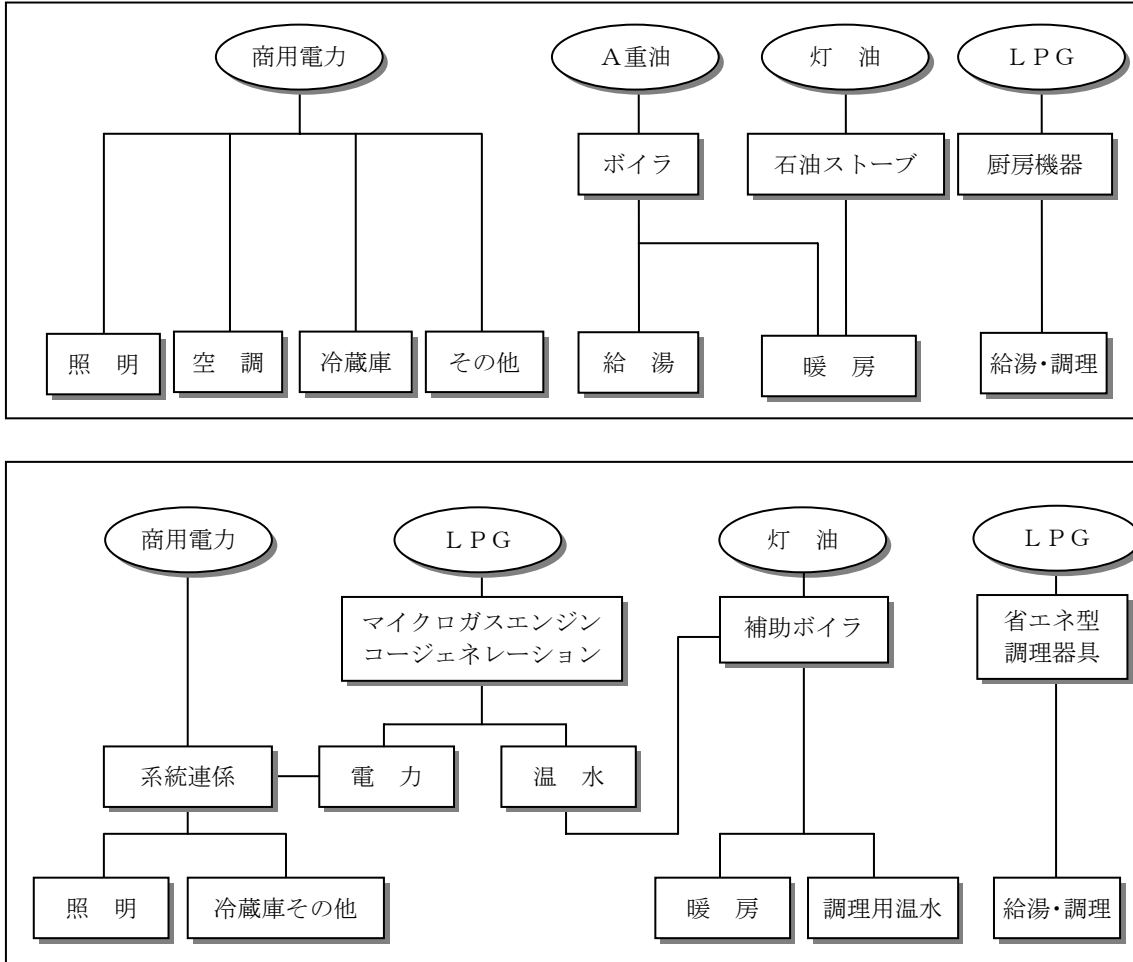 商用電力
A重油
灯 油
LPG
ボイラ
石油ストーブ
厨房機器
照 明
空 調
冷蔵庫
その他
給 湯
暖 房
給湯・調理
商用電力
LPG
灯 油
LPG
マイクロガスエンジン
コージェネレーション
補助ボイラ
省エネ型
調理器具
系統連係
電 力
温 水
照 明
冷蔵庫その他
暖 房
調理用温水
給湯・調理